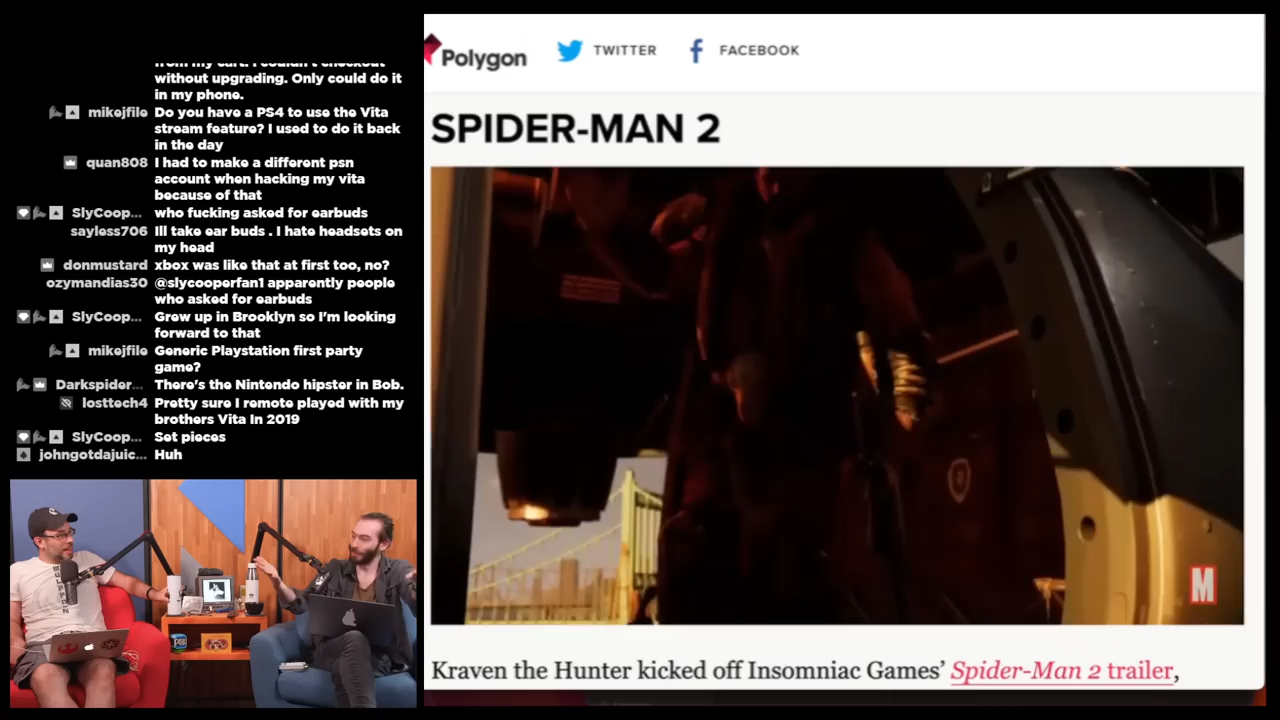 from my cart. I couldn't checkout
without upgrading. Only could do it
in my phone.
mikejfile Do you have a PS4 to use the Vita
stream feature? I used to do it back
in the day
quan808 I had to make a different psn
account when hacking my vita
because of that
SlyCoop... who fucking asked for earbuds
sayless706 Ill take ear buds . I hate headsets on
my head
donmustard xbox was like that at first too, no?
ozymandias30 @slycooperfan1 apparently people
who asked for earbuds
SlyCoop... Grew up in Brooklyn so I'm looking
forward to that
mikejfile Generic Playstation first party
game?
Darkspider... There's the Nintendo hipster in Bob.
losttech4 Pretty sure I remote played with my
brothers Vita In 2019
SlyCoop... Set pieces
johngotdajuic... Huh
Polygon TWITTER FACEBOOK
SPIDER-MAN 2
M
Kraven the Hunter kicked off Insomniac Games' Spider-Man 2 trailer,